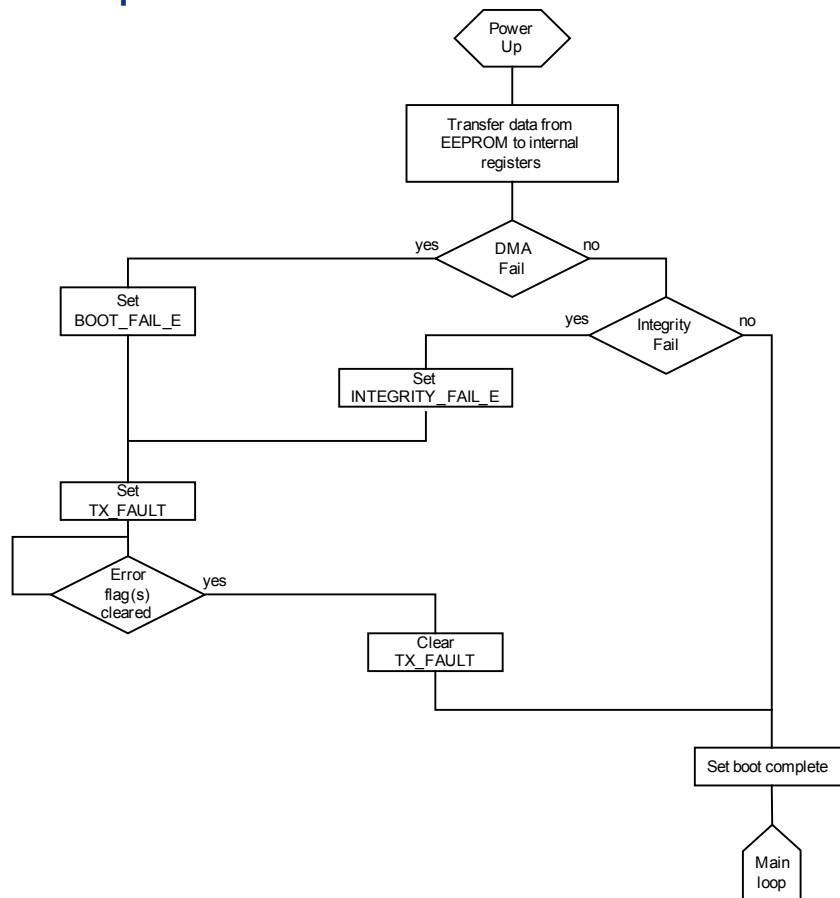 Power
Up
Transfer data from
EEPROM to internal
registers
yes
DMA
Fail
no
Set
BOOT_FAIL_E
yes
Integrity
Fail
no
Set
INTEGRITY_FAIL_E
Set
TX_FAULT
Error
flag(s)
cleared
yes
Clear
TX_FAULT
Set boot complete
Main
loop